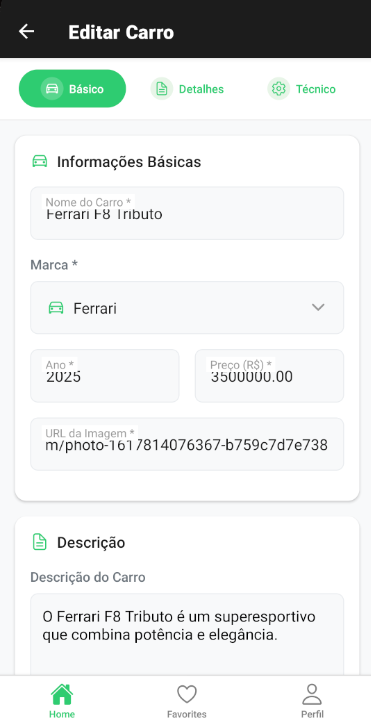 Editar Carro
Básico
Detalhes
Técnico
Informações Básicas
Nome do Carro *
Ferrari F8 Tributo
Marca *
Ferrari
Ano *
2025
Preço (R$) *
3500000.00
URL da Imagem *
m/photo-1617814076367-b759c7d7e738
Descrição
Descrição do Carro
O Ferrari F8 Tributo é um superesportivo
que combina potência e elegância.
Home
Favorites
Perfil